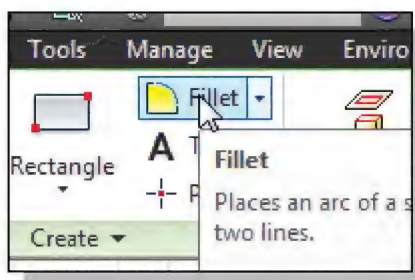 Tools Manage View Enviro
Fillet
Rectangle
A T
P
Fillet
Places an arc of a s
two lines.
Create